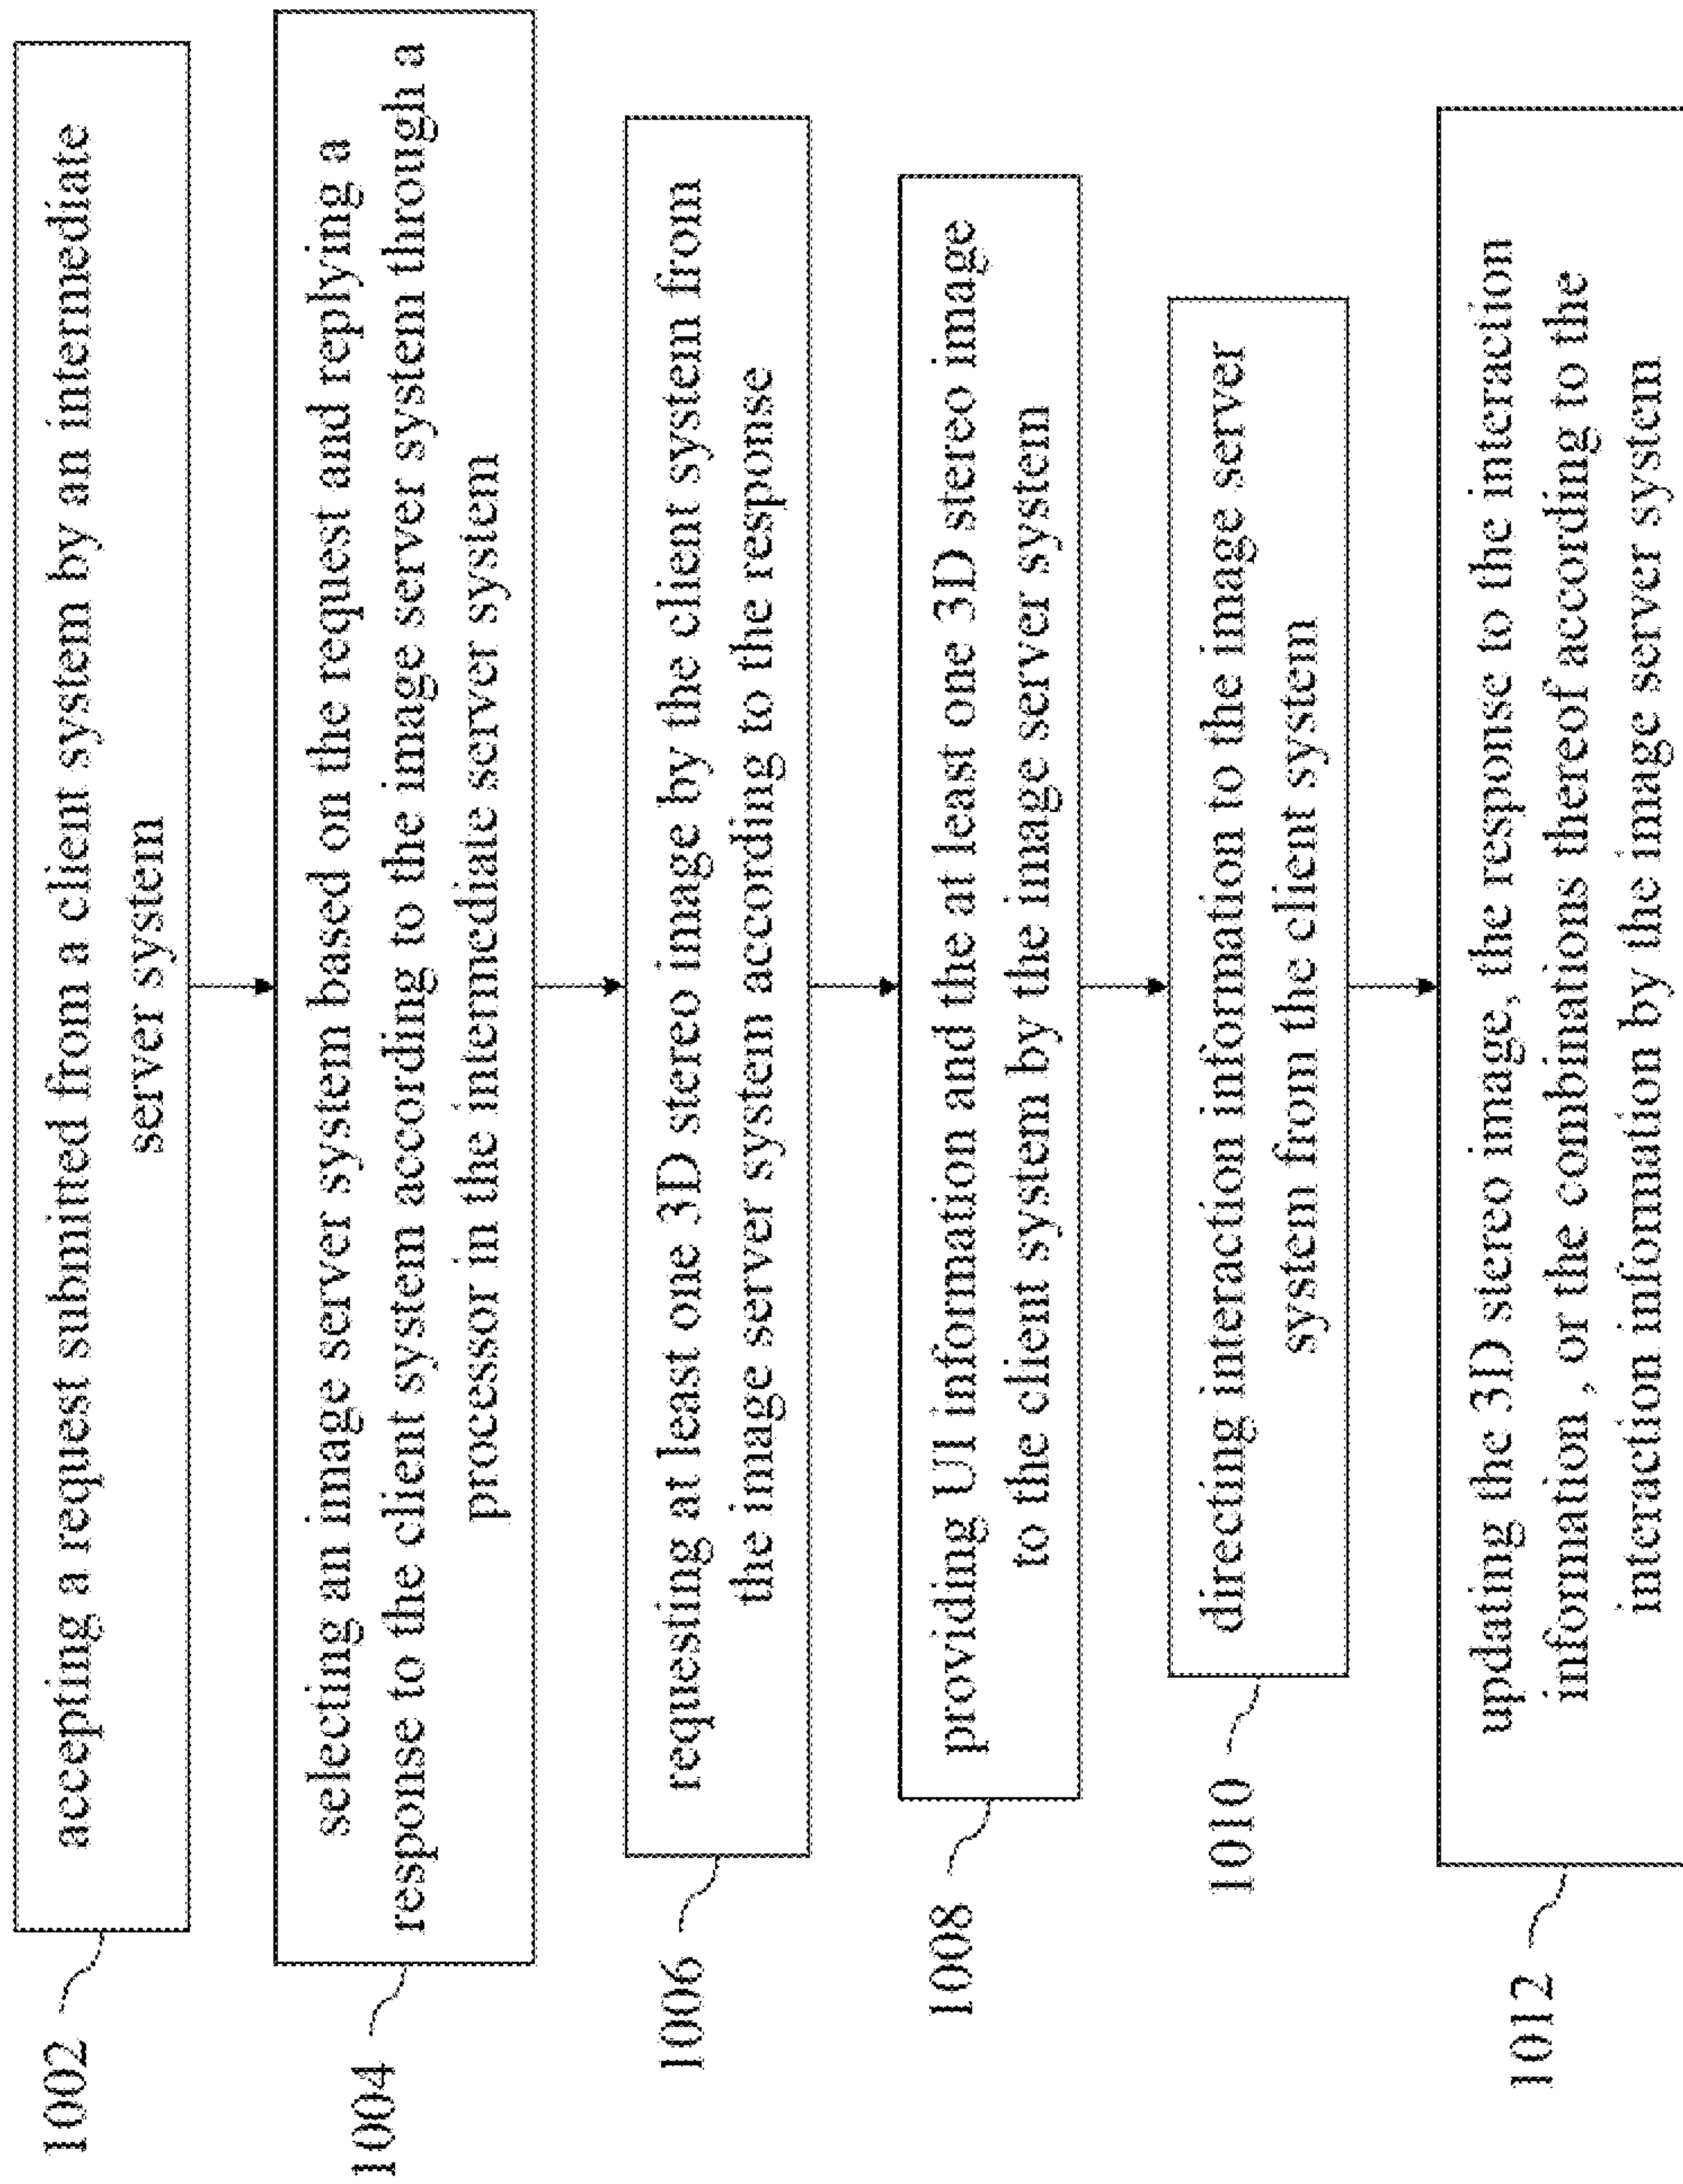 1002
accepting a request submitted from a client system by an intermediate
server system
1004
selecting an image server system based on the request and replying a
response to the client system according to the image server system through a
processor in the intermediate server system
1006
requesting at least one 3D stereo image by the client system from
the image server system according to the response
1008
providing UI information and the at least one 3D stereo image
to the client system by the image server system
1010
directing interaction information to the image server
system from the client system
1012
updating the 3D stereo image, the response to the interaction
information , or the combinations thereof according to the
interaction information by the image server system